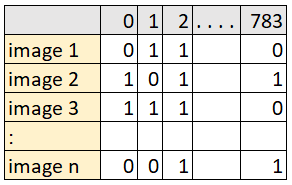 0 1 2 .... 783
image 1 0 1 1 0
image 2 1 0 1 1
image 3 1 1 1 0
:
image n 0 0 1 1